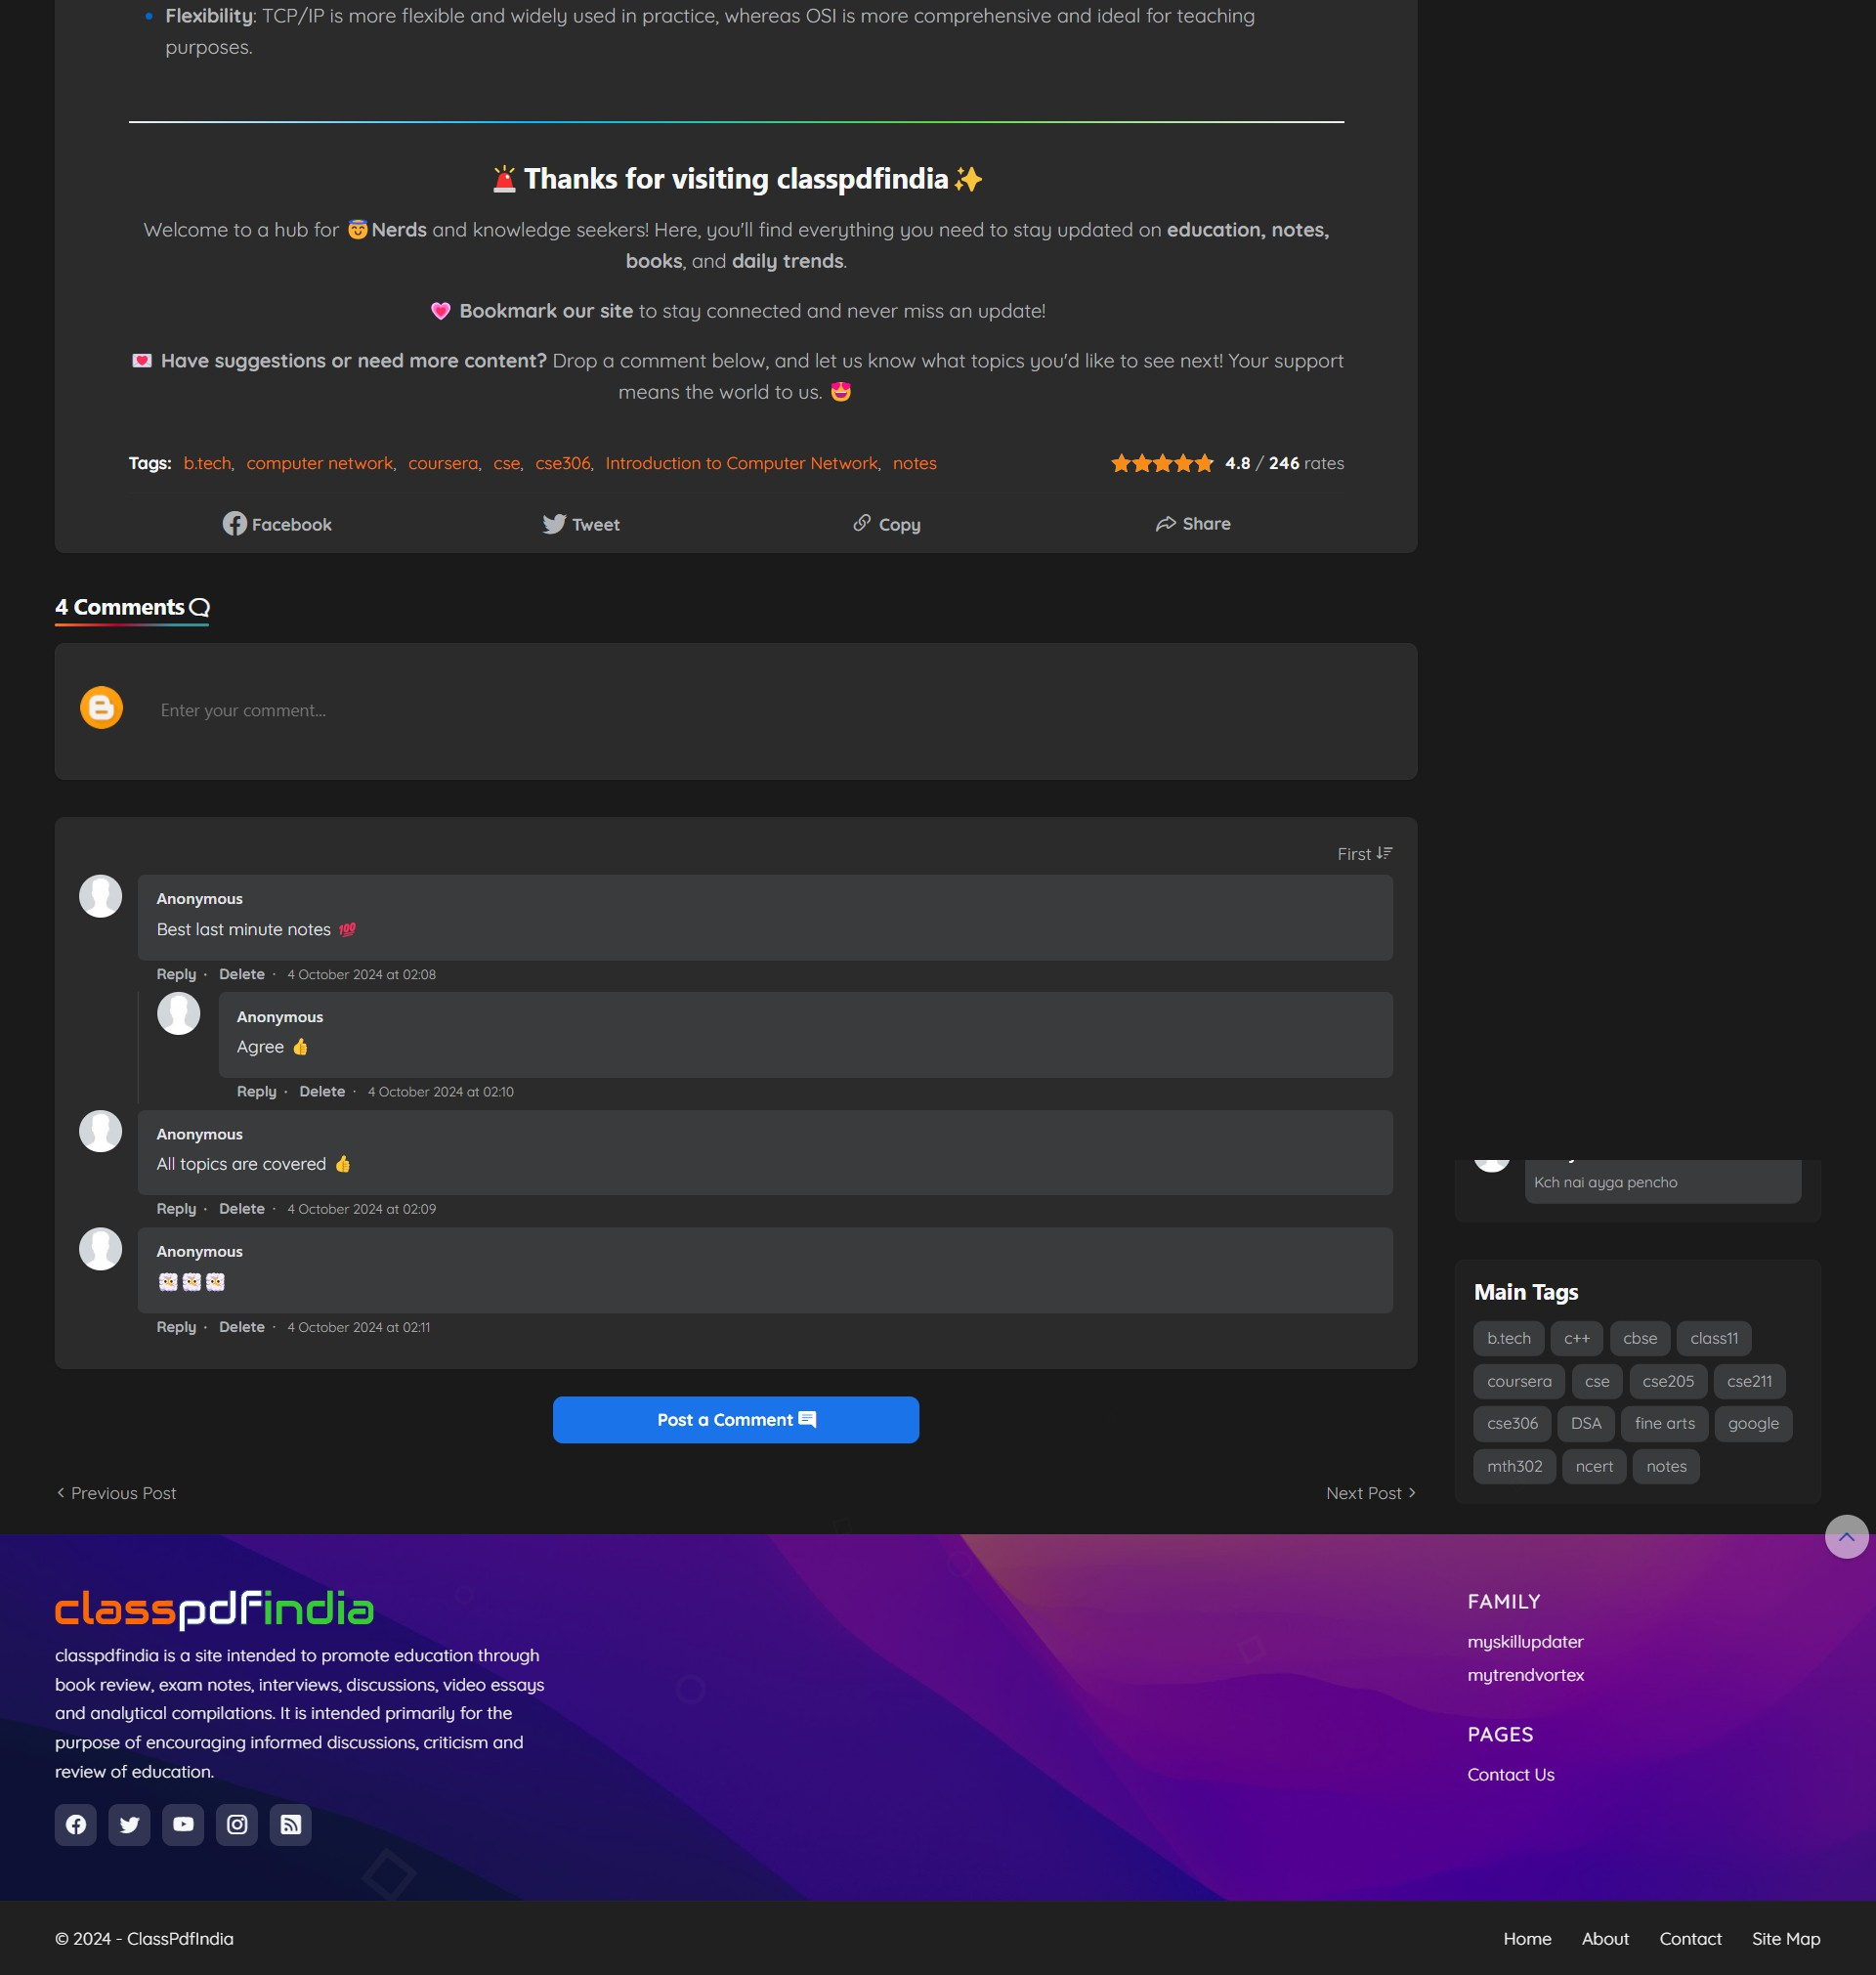 Flexibility: TCP/IP is more flexible and widely used in practice, whereas OSI is more comprehensive and ideal for teaching
purposes.
🚨Thanks for visiting classpdfindia✨
Welcome to a hub for 😇Nerds and knowledge seekers! Here, you'll find everything you need to stay updated on education, notes,
books, and daily trends.
💗 Bookmark our site to stay connected and never miss an update!
💌 Have suggestions or need more content? Drop a comment below, and let us know what topics you'd like to see next! Your support
means the world to us. 😍
Tags: b.tech, computer network, coursera, cse, cse306, Introduction to Computer Network, notes
4.8 / 246 rates
Facebook
Tweet
Copy
Share
4 Comments
Enter your comment...
First
Anonymous
Best last minute notes 💯
Reply · Delete · 4 October 2024 at 02:08
Anonymous
Agree 👍
Reply · Delete · 4 October 2024 at 02:10
Anonymous
All topics are covered 👍
Reply · Delete · 4 October 2024 at 02:09
Anonymous
Reply · Delete · 4 October 2024 at 02:11
Post a Comment
Previous Post
Next Post
Kch nai ayga pencho
Main Tags
b.tech c++ cbse class11
coursera cse cse205 cse211
cse306 DSA fine arts google
mth302 ncert notes
classpdfindia
classpdfindia is a site intended to promote education through
book review, exam notes, interviews, discussions, video essays
and analytical compilations. It is intended primarily for the
purpose of encouraging informed discussions, criticism and
review of education.
FAMILY
myskillupdater
mytrendvortex
PAGES
Contact Us
© 2024 - ClassPdfIndia
Home About Contact Site Map